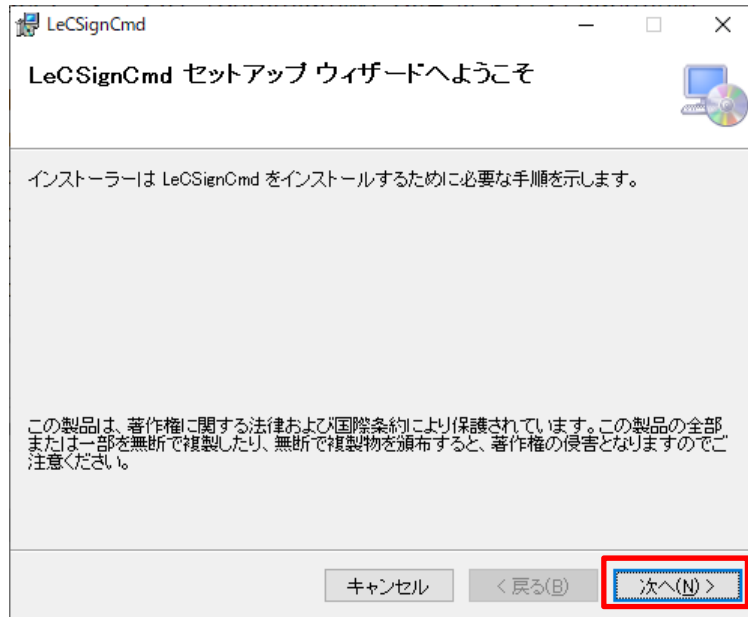 LeCSignCmd
LeCSignCmd セットアップ ウィザードへようこそ
インストーラーは LeCSignCmd をインストールするために必要な手順を示します。
この製品は、著作権に関する法律および国際条約により保護されています。この製品の全部
または一部を無断で複製したり、無断で複製物を頒布すると、著作権の侵害となりますのでご
注意ください。
キャンセル
< 戻る(B)
次へ(N) >